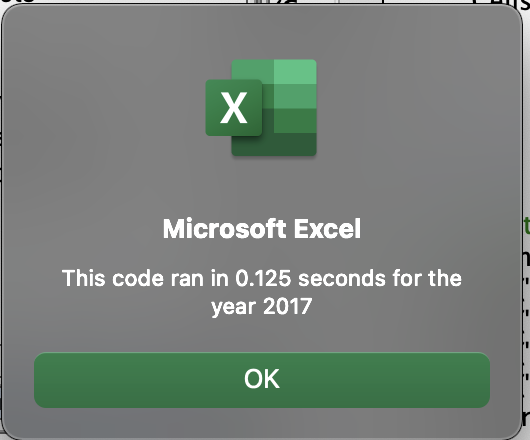 X
Microsoft Excel
This code ran in 0.125 seconds for the
year 2017
OK